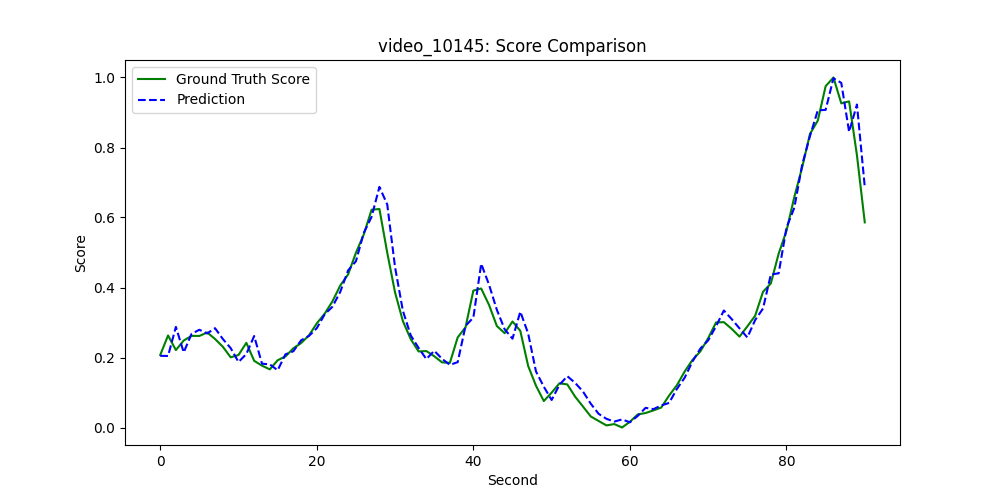 video_10145: Score Comparison
Ground Truth Score
Prediction
1.0
0.8
0.6
0.4
0.2
0.0
Score
0 20 40 60 80
Second